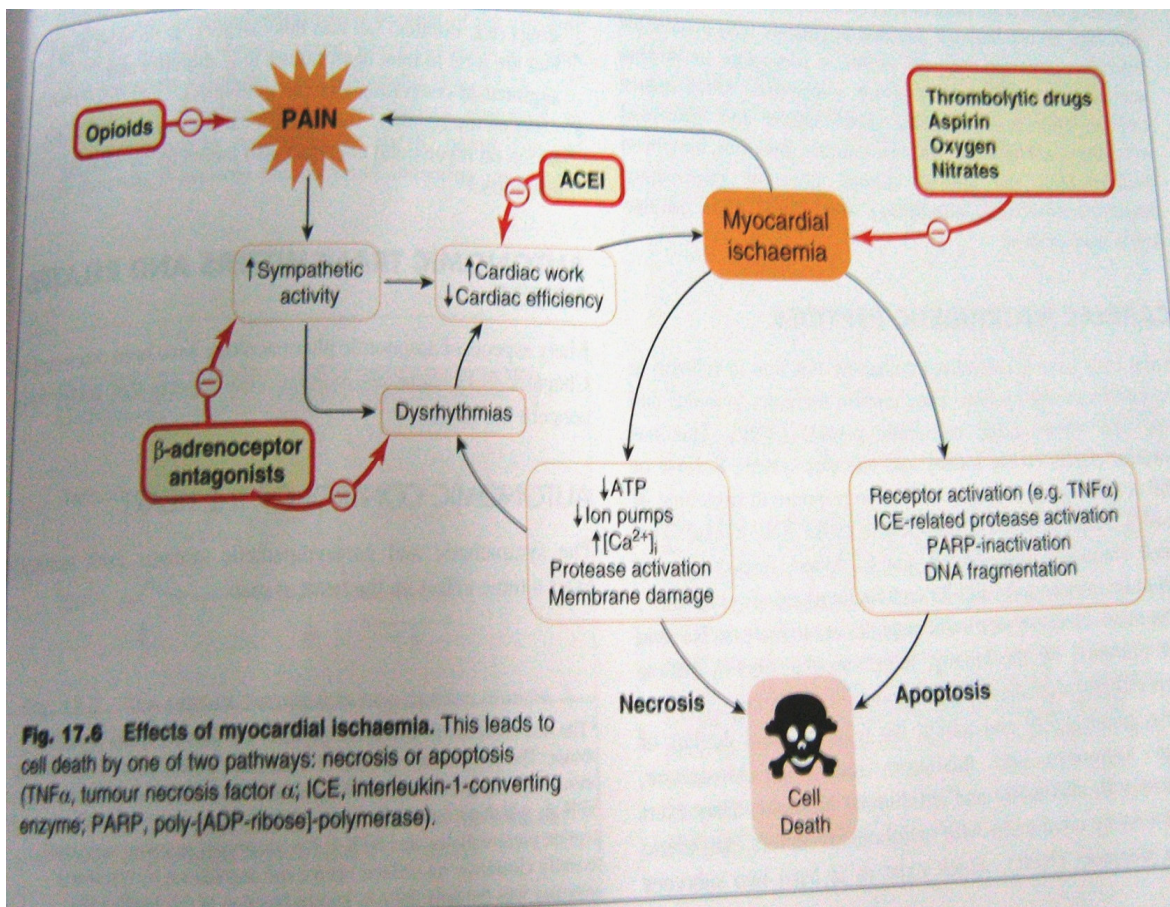 PAIN
Opioids
ACEI
Thrombolytic drugs
Aspirin
Oxygen
Nitrates
Myocardial
ischaemia
↑Sympathetic
activity
↑Cardiac work
↓Cardiac efficiency
Dysrhythmias
β-adrenoceptor
antagonists
↓ATP
↓Ion pumps
↑[Ca²⁺]ᵢ
Protease activation
Membrane damage
Receptor activation (e.g. TNFα)
ICE-related protease activation
PARP-inactivation
DNA fragmentation
Necrosis
Apoptosis
Cell
Death
Fig. 17.6 Effects of myocardial ischaemia. This leads to
cell death by one of two pathways: necrosis or apoptosis
(TNFα, tumour necrosis factor α; ICE, interleukin-1-converting
enzyme; PARP, poly-[ADP-ribose]-polymerase).